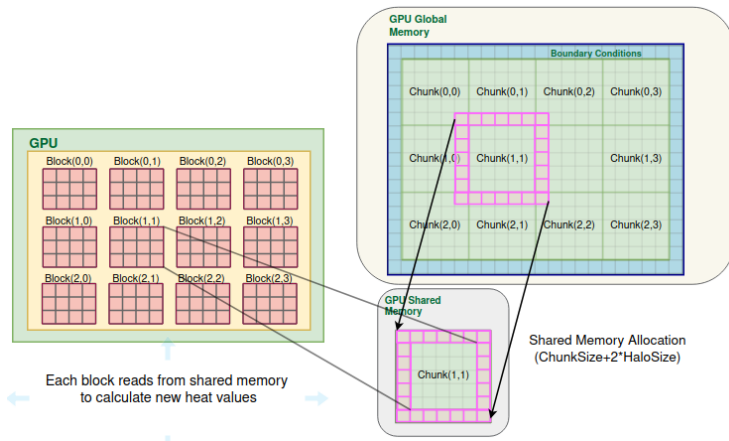 GPU Global
Memory
Boundary Conditions
Chunk(0,0) Chunk(0,1) Chunk(0,2) Chunk(0,3)
Chunk(1,0) Chunk(1,1) Chunk(1,3)
Chunk(2,0) Chunk(2,1) Chunk(2,2) Chunk(2,3)
GPU
Block(0,0) Block(0,1) Block(0,2) Block(0,3)
Block(1,0) Block(1,1) Block(1,2) Block(1,3)
Block(2,0) Block(2,1) Block(2,2) Block(2,3)
GPU Shared
Memory
Chunk(1,1)
Shared Memory Allocation
(ChunkSize+2*HaloSize)
Each block reads from shared memory
to calculate new heat values